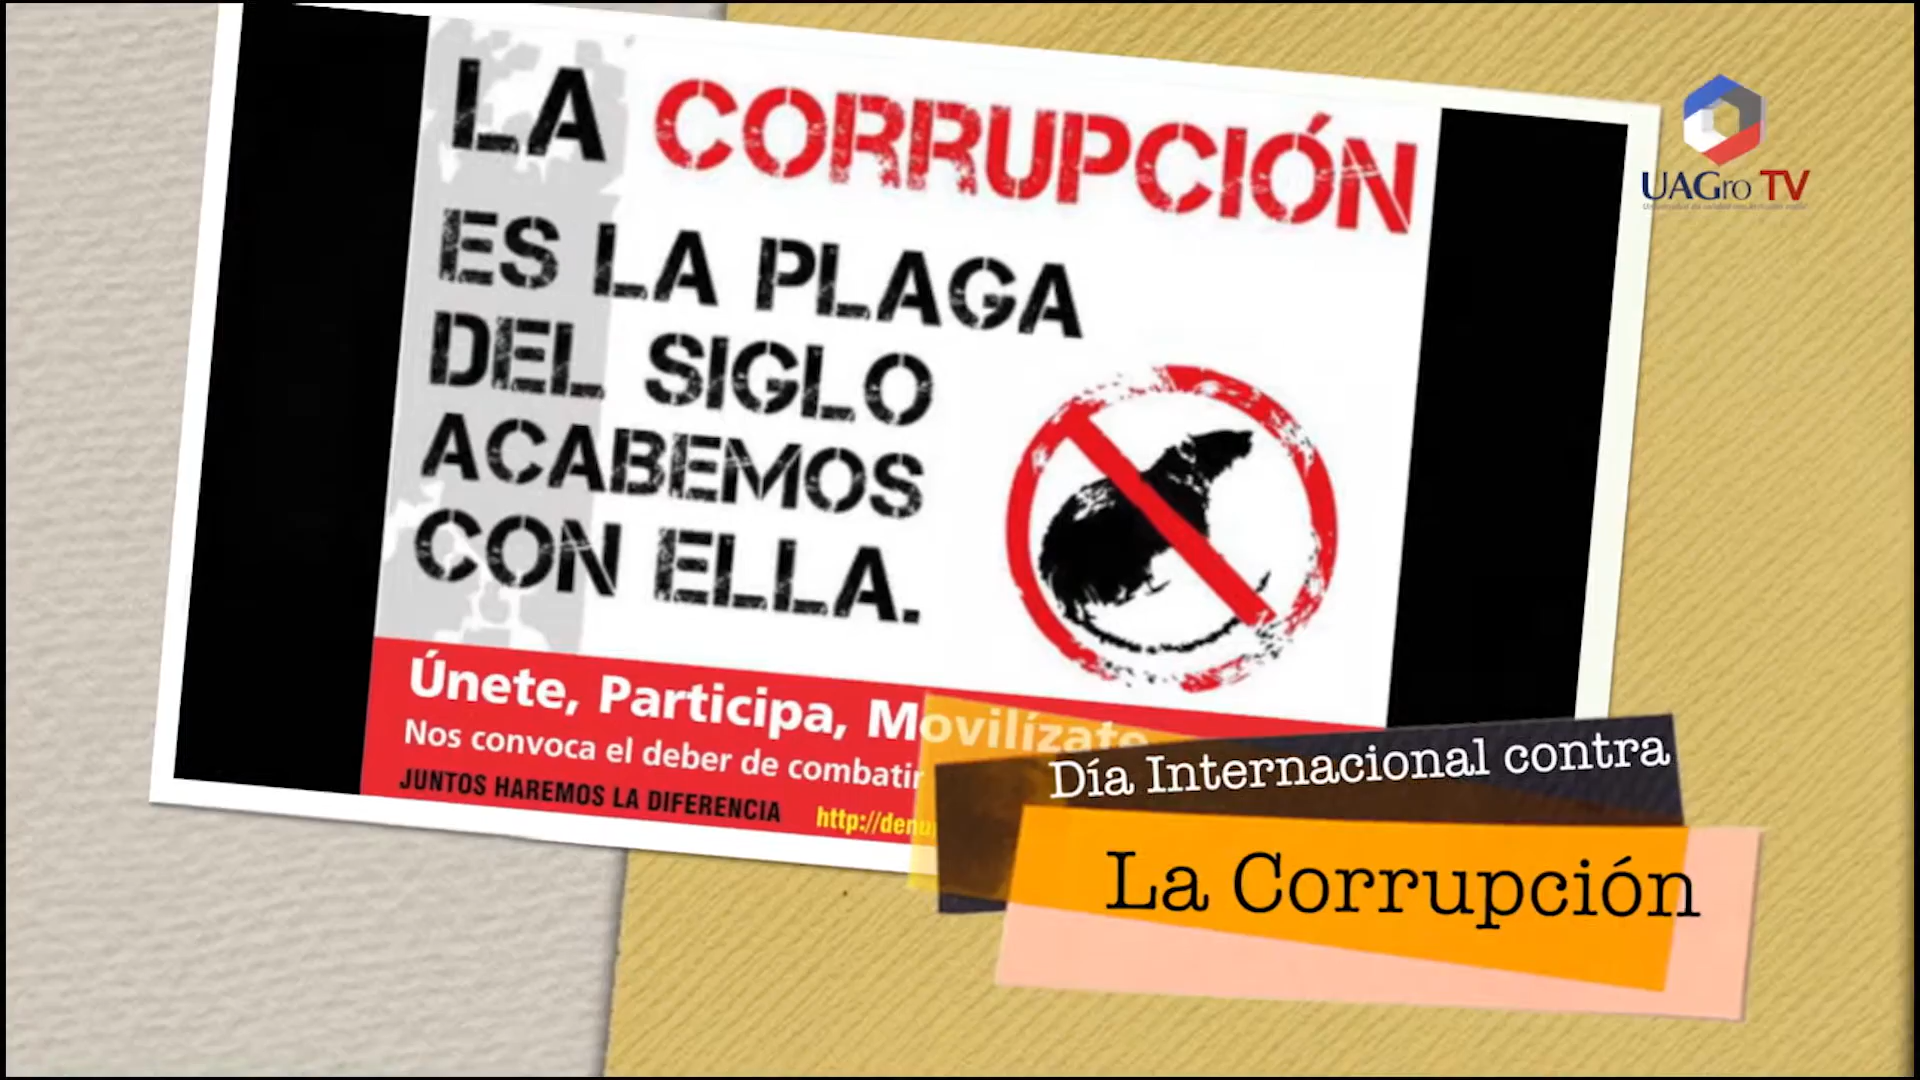 LA CORRUPCIÓN
ES LA PLAGA
DEL SIGLO
ACABEMOS
CON ELLA.
Únete, Participa, Movilízate
Nos convoca el deber de combatir
JUNTOS HAREMOS LA DIFERENCIA
UAGro TV
Día Internacional contra
La Corrupción